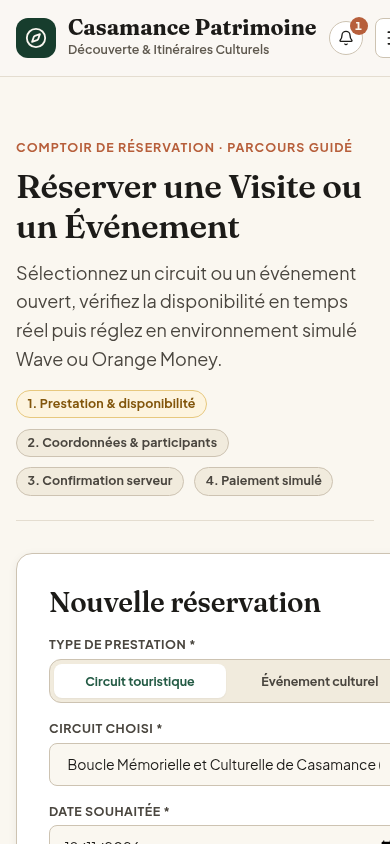 Casamance Patrimoine
Découverte & Itinéraires Culturels
1
COMPTOIR DE RÉSERVATION · PARCOURS GUIDÉ
Réserver une Visite ou
un Événement
Sélectionnez un circuit ou un événement
ouvert, vérifiez la disponibilité en temps
réel puis réglez en environnement simulé
Wave ou Orange Money.
1. Prestation & disponibilité
2. Coordonnées & participants
3. Confirmation serveur
4. Paiement simulé
Nouvelle réservation
TYPE DE PRESTATION *
Circuit touristique
Événement culturel
CIRCUIT CHOISI *
Boucle Mémorielle et Culturelle de Casamance (
DATE SOUHAITÉE *